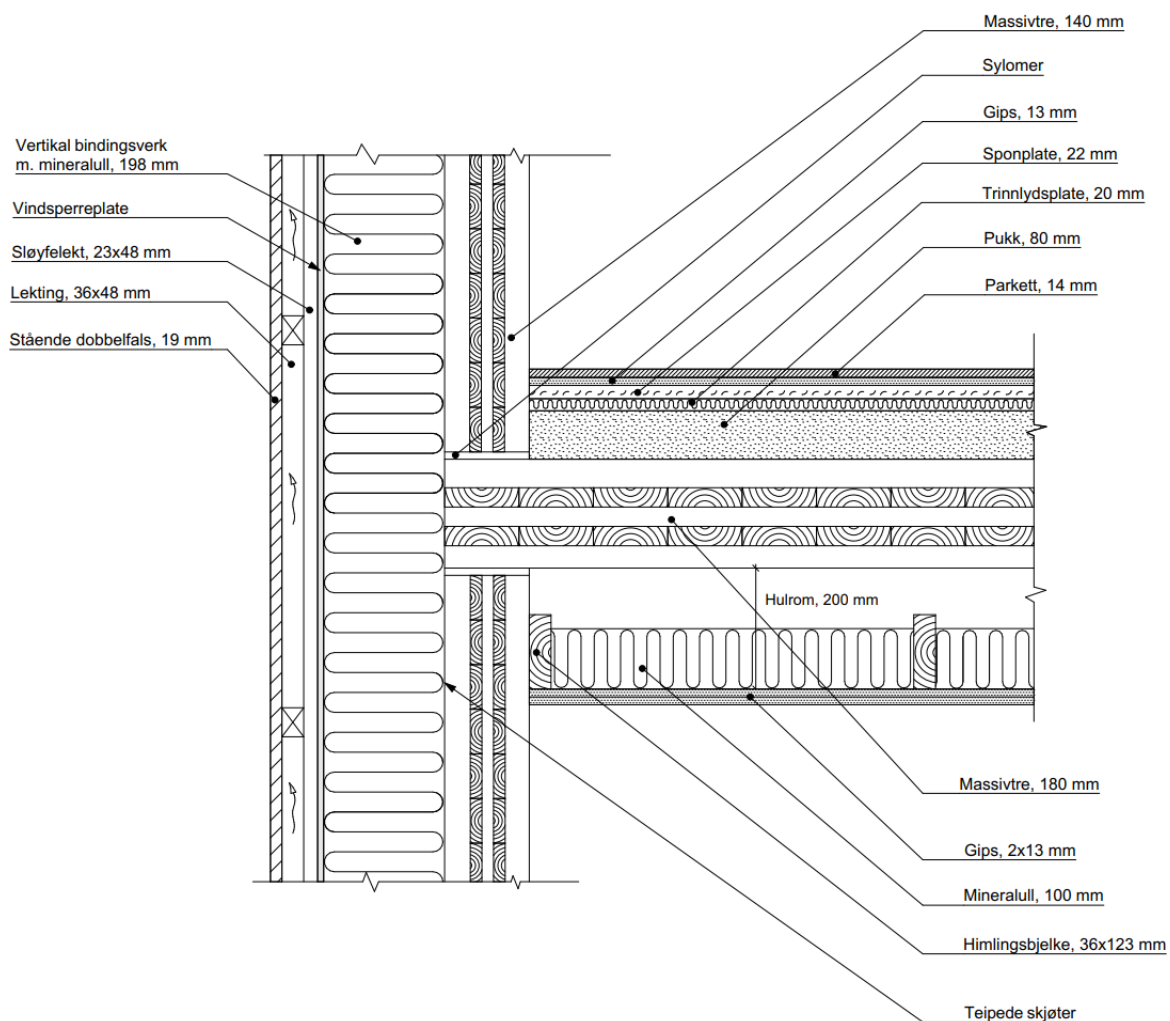 Massivtre, 140 mm
Sylomer
Gips, 13 mm
Sponplate, 22 mm
Trinnlydsplate, 20 mm
Pukk, 80 mm
Parkett, 14 mm
Vertikal bindingsverk
m. mineralull, 198 mm
Vindsperreplate
Sløyfelekt, 23x48 mm
Lekting, 36x48 mm
Stående dobbelfals, 19 mm
Hulrom, 200 mm
Massivtre, 180 mm
Gips, 2x13 mm
Mineralull, 100 mm
Himlingsbjelke, 36x123 mm
Teipede skjøter